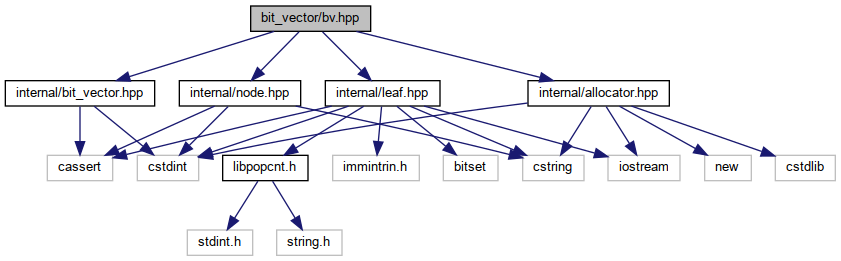 bit_vector/bv.hpp
internal/bit_vector.hpp
internal/node.hpp
internal/leaf.hpp
internal/allocator.hpp
cassert
cstdint
libpopcnt.h
immintrin.h
bitset
cstring
iostream
new
cstdlib
stdint.h
string.h